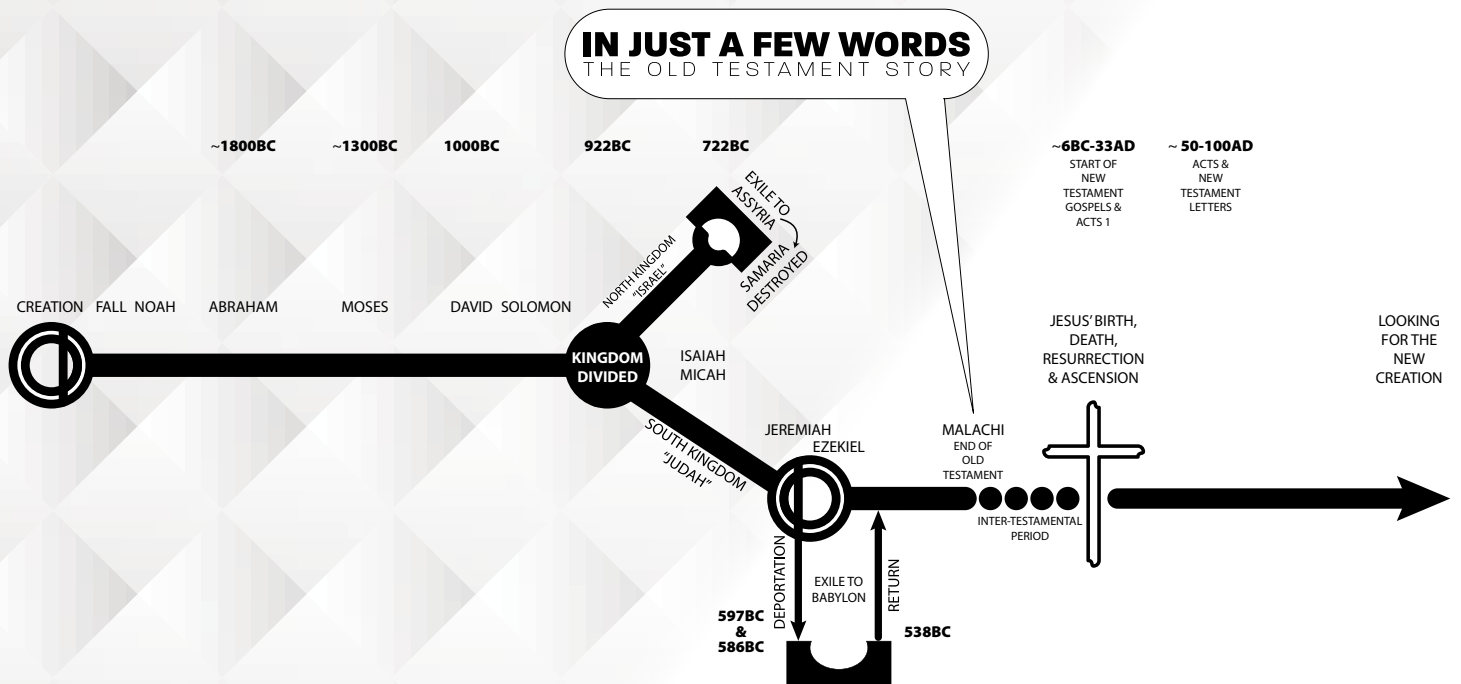 IN JUST A FEW WORDS
THE OLD TESTAMENT STORY
~1800BC
~1300BC
1000BC
922BC
722BC
~6BC-33AD
START OF
NEW
TESTAMENT
GOSPELS &
ACTS 1
~ 50-100AD
ACTS &
NEW
TESTAMENT
LETTERS
EXILE TO
ASSYRIA
SAMARIA
DESTROYED
NORTH KINGDOM
"ISRAEL"
CREATION
FALL
NOAH
ABRAHAM
MOSES
DAVID
SOLOMON
KINGDOM
DIVIDED
ISAIAH
MICAH
SOUTH KINGDOM
"JUDAH"
JEREMIAH
EZEKIEL
MALACHI
END OF
OLD
TESTAMENT
INTER-TESTAMENTAL
PERIOD
JESUS' BIRTH,
DEATH,
RESURRECTION
& ASCENSION
LOOKING
FOR THE
NEW
CREATION
DEPORTATION
EXILE TO
BABYLON
RETURN
597BC
&
586BC
538BC